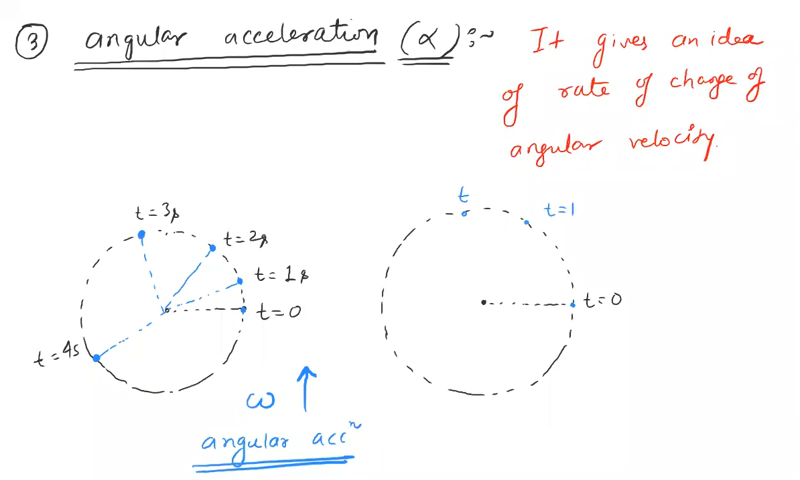 ③ angular acceleration (α) :~
It gives an idea
of rate of change of
angular velocity.
t = 3s
t = 2s
t = 1s
t = 0
t = 4s
ω ↑
angular accⁿ
t
t = 1
t = 0